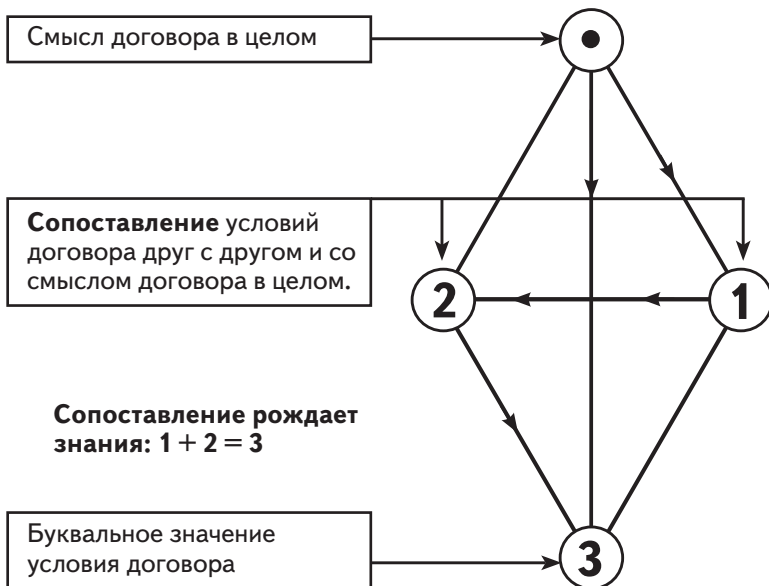 Смысл договора в целом
Сопоставление условий
договора друг с другом и со
смыслом договора в целом.
2
1
Сопоставление рождает
знания: 1 + 2 = 3
Буквальное значение
условия договора
3